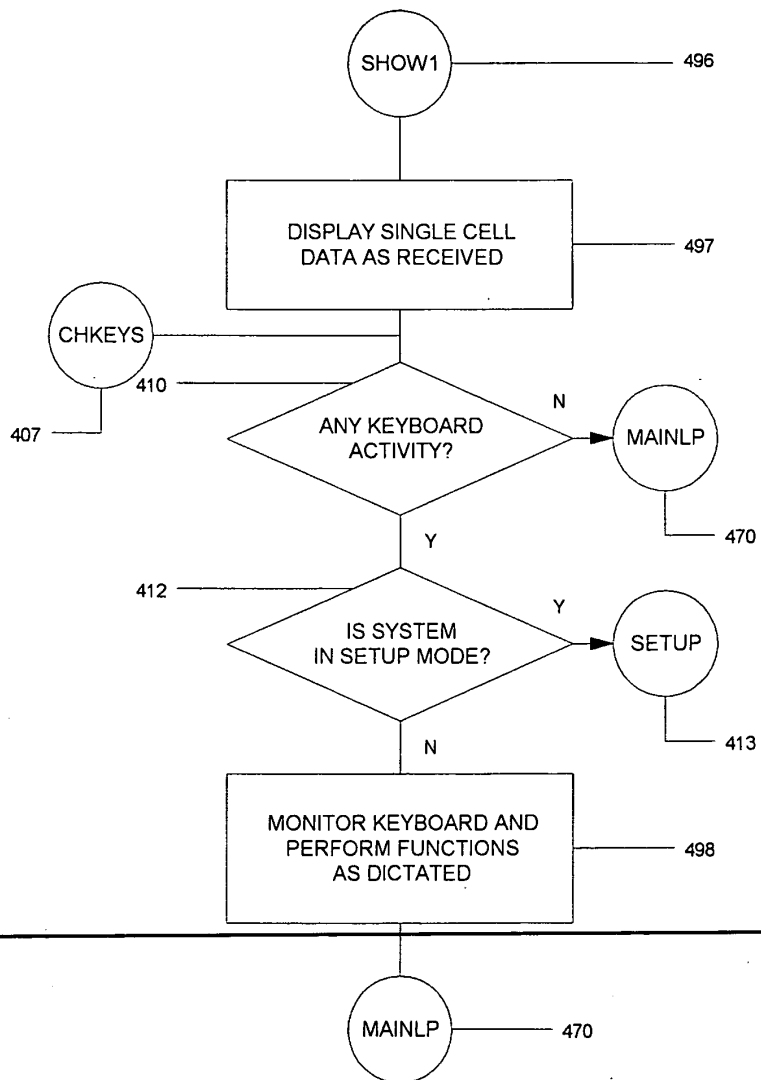 SHOW1
496
DISPLAY SINGLE CELL
DATA AS RECEIVED
497
CHKEYS
407
410
ANY KEYBOARD
ACTIVITY?
N
MAINLP
470
Y
412
IS SYSTEM
IN SETUP MODE?
Y
SETUP
413
N
MONITOR KEYBOARD AND
PERFORM FUNCTIONS
AS DICTATED
498
MAINLP
470